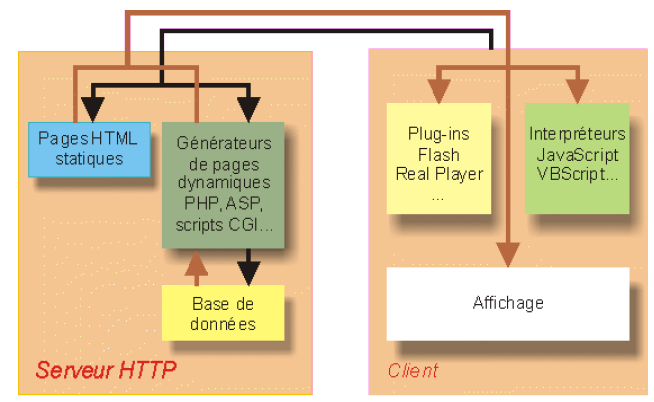 Pages HTML
statiques
Générateurs
de pages
dynamiques
PHP, ASP,
scripts CGI...
Base de
données
Serveur HTTP
Plug-ins
Flash
Real Player
...
Interpréteurs
JavaScript
VBScript...
Affichage
Client